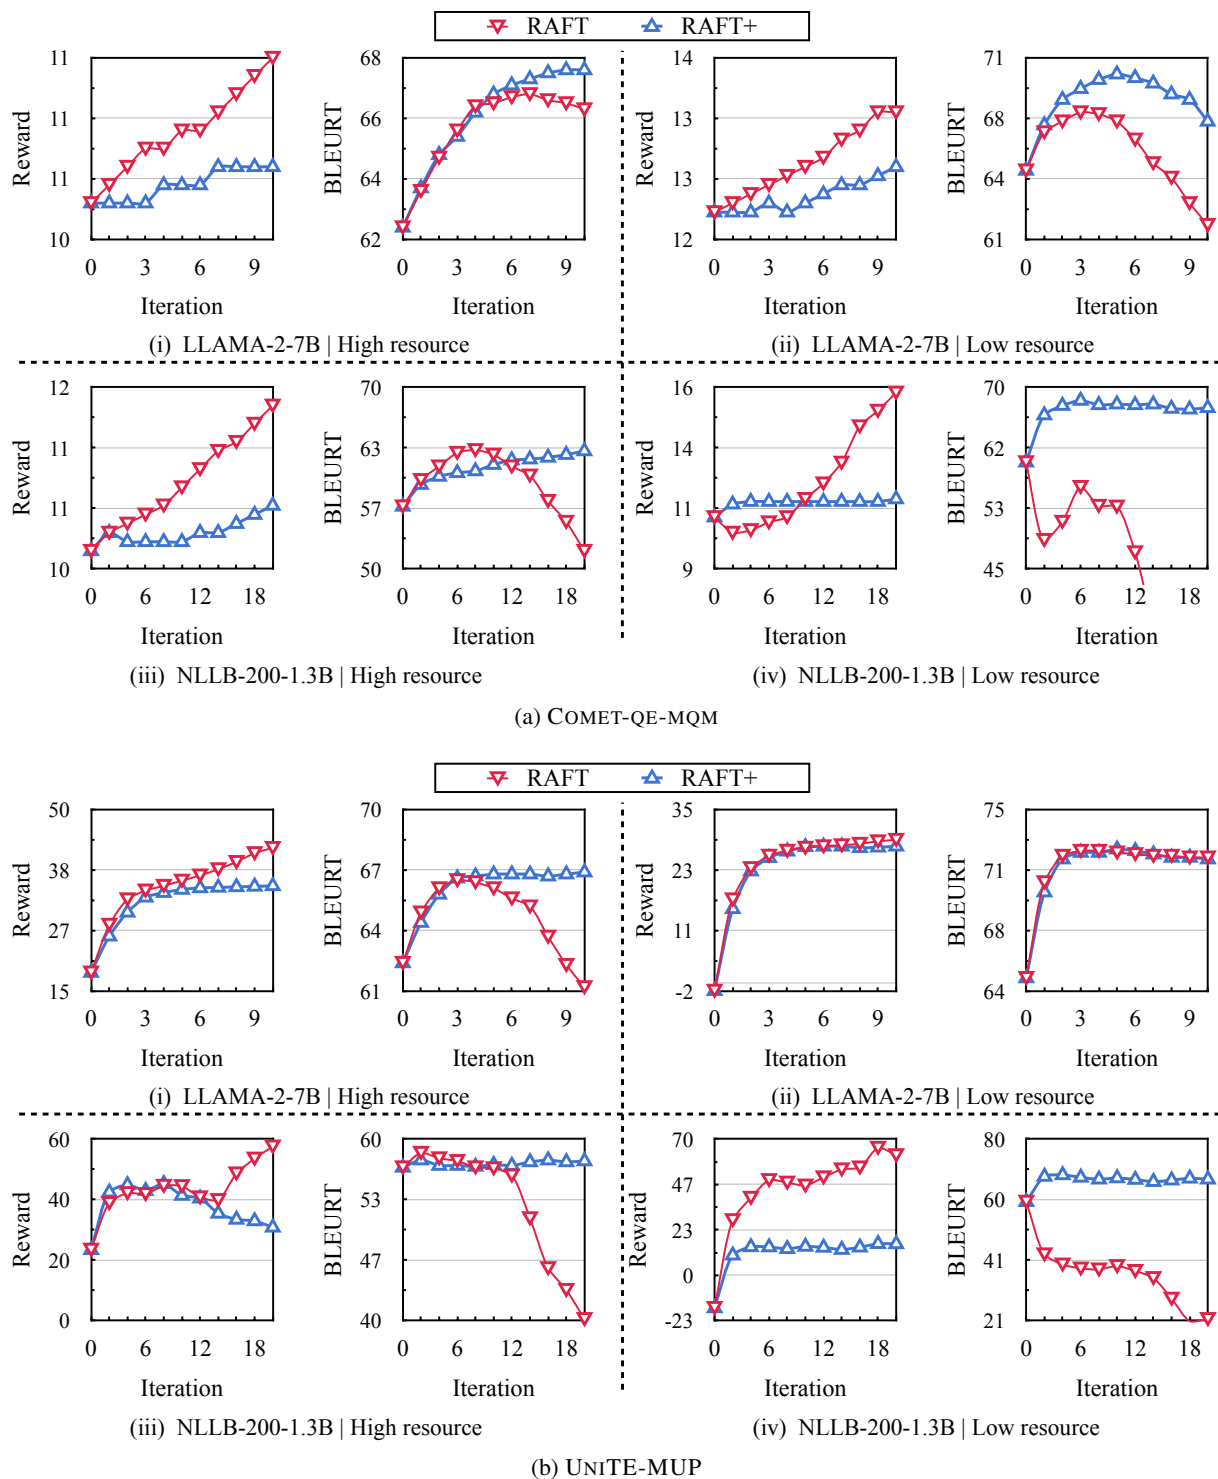 RAFT RAFT+
Reward
11
11
11
10
0 3 6 9
Iteration
BLEURT
68
66
64
62
0 3 6 9
Iteration
(i) LLAMA-2-7B | High resource
Reward
14
13
13
12
0 3 6 9
Iteration
BLEURT
71
68
64
61
0 3 6 9
Iteration
(ii) LLAMA-2-7B | Low resource
Reward
12
11
11
10
0 6 12 18
Iteration
BLEURT
70
63
57
50
0 6 12 18
Iteration
(iii) NLLB-200-1.3B | High resource
Reward
16
14
11
9
0 6 12 18
Iteration
BLEURT
70
62
53
45
0 6 12 18
Iteration
(iv) NLLB-200-1.3B | Low resource
(a) COMET-QE-MQM
RAFT RAFT+
Reward
50
38
27
15
0 3 6 9
Iteration
BLEURT
70
67
64
61
0 3 6 9
Iteration
(i) LLAMA-2-7B | High resource
Reward
35
23
11
-2
0 3 6 9
Iteration
BLEURT
75
71
68
64
0 3 6 9
Iteration
(ii) LLAMA-2-7B | Low resource
Reward
60
40
20
0
0 6 12 18
Iteration
BLEURT
60
53
47
40
0 6 12 18
Iteration
(iii) NLLB-200-1.3B | High resource
Reward
70
47
23
0
-23
0 6 12 18
Iteration
BLEURT
80
60
41
21
0 6 12 18
Iteration
(iv) NLLB-200-1.3B | Low resource
(b) UNITE-MUP